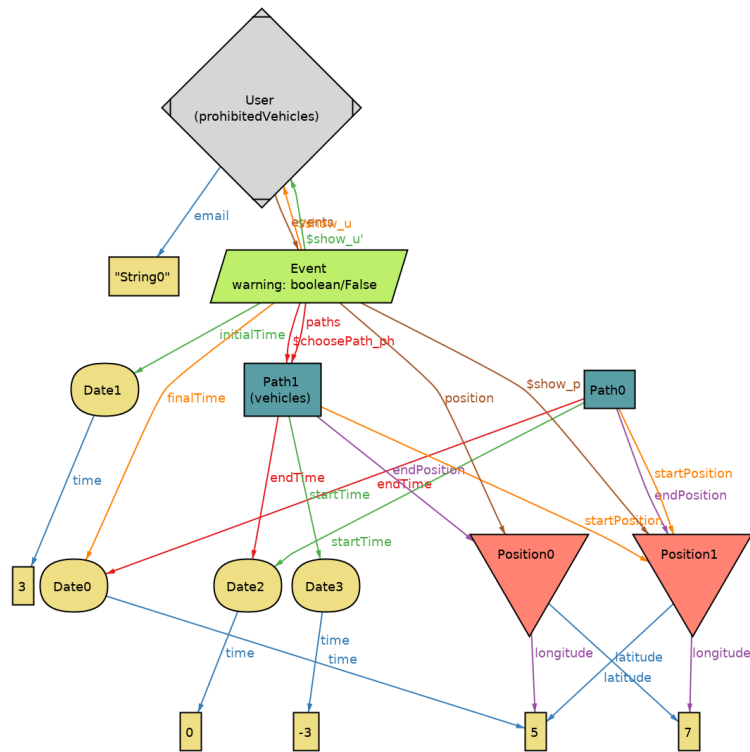 User
(prohibitedVehicles)
email
events
$show_u
$show_u'
"String0"
Event
warning: boolean/False
initialTime
paths
$choosePath_ph
finalTime
position
$show_p
Date1
Path1
(vehicles)
Path0
time
endTime
startTime
endPosition
endTime
startPosition
startPosition
endPosition
startTime
3
Date0
Date2
Date3
Position0
Position1
time
time
time
longitude
latitude
latitude
longitude
0
-3
5
7